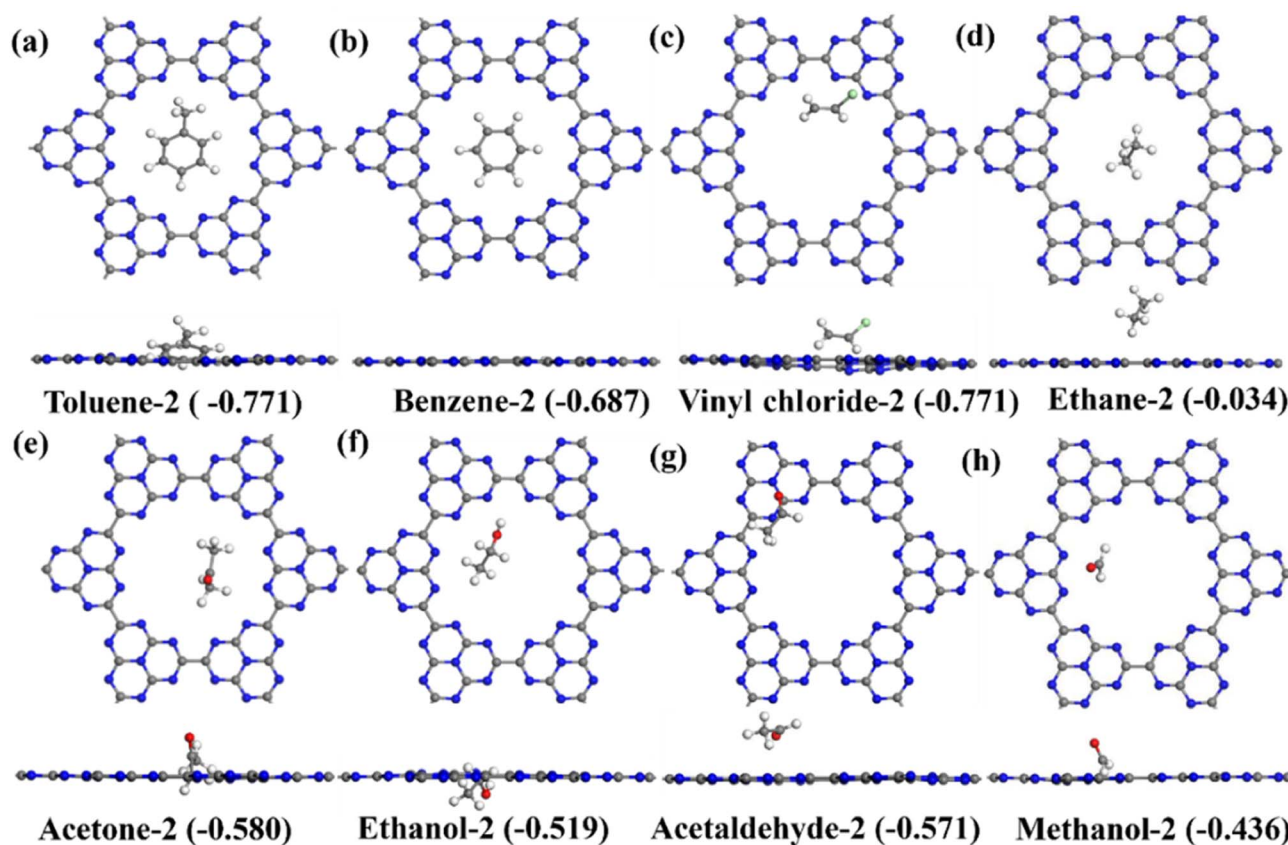 (a)
(b)
(c)
(d)
Toluene-2 ( -0.771)
Benzene-2 (-0.687)
Vinyl chloride-2 (-0.771)
Ethane-2 (-0.034)
(e)
(f)
(g)
(h)
Acetone-2 (-0.580)
Ethanol-2 (-0.519)
Acetaldehyde-2 (-0.571)
Methanol-2 (-0.436)